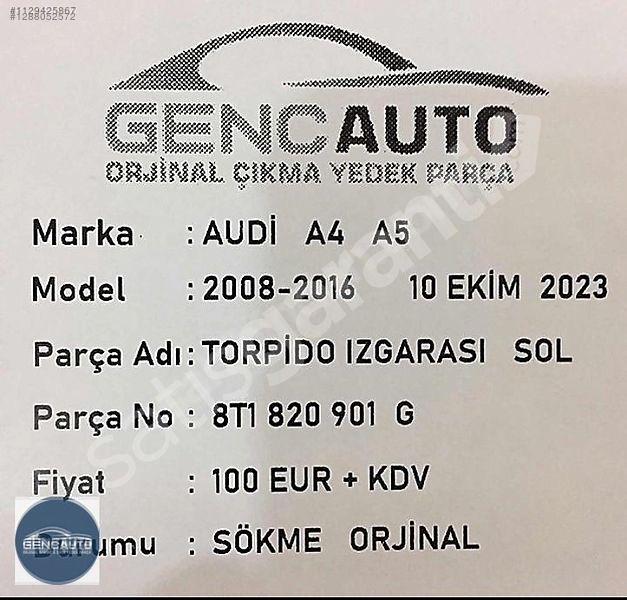 #1129425867
#1288052572
GENCAUTO
ORJİNAL ÇIKMA YEDEK PARÇA
Marka : AUDİ A4 A5
Model : 2008-2016 10 EKİM 2023
Parça Adı : TORPİDO IZGARASI SOL
Parça No : 8T1 820 901 G
Fiyat : 100 EUR + KDV
Durumu : SÖKME ORJİNAL
GENCAUTO